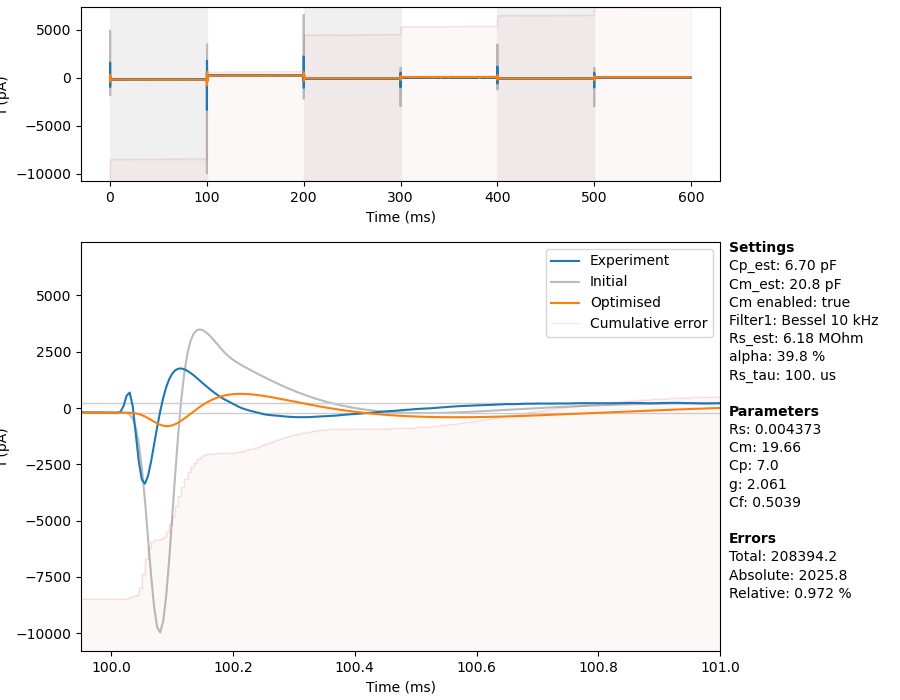 5000
0
−5000
−10000
I (pA)
0 100 200 300 400 500 600
Time (ms)
5000
2500
0
−2500
−5000
−7500
−10000
I (pA)
Experiment
Initial
Optimised
Cumulative error
100.0 100.2 100.4 100.6 100.8 101.0
Time (ms)
Settings
Cp_est: 6.70 pF
Cm_est: 20.8 pF
Cm enabled: true
Filter1: Bessel 10 kHz
Rs_est: 6.18 MOhm
alpha: 39.8 %
Rs_tau: 100. us
Parameters
Rs: 0.004373
Cm: 19.66
Cp: 7.0
g: 2.061
Cf: 0.5039
Errors
Total: 208394.2
Absolute: 2025.8
Relative: 0.972 %